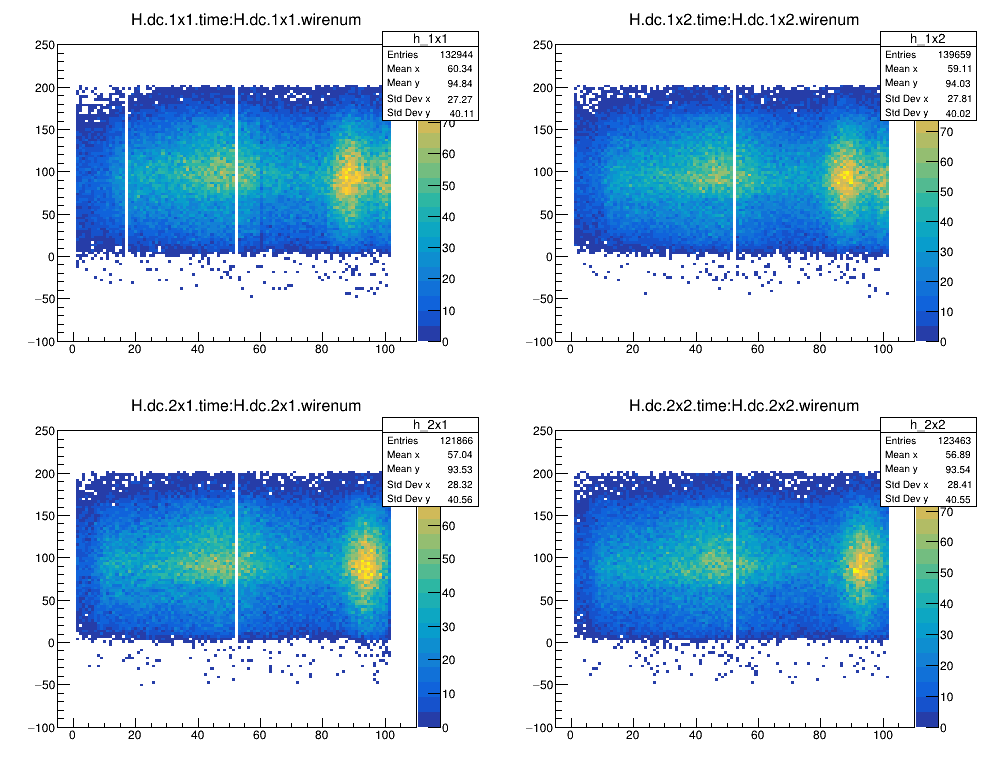 H.dc.1x1.time:H.dc.1x1.wirenum
h_1x1
Entries 132944
Mean x 60.34
Mean y 94.84
Std Dev x 27.27
Std Dev y 40.11
250
200
150
100
50
0
−50
−100
0 20 40 60 80 100
70
60
50
40
30
20
10
0
H.dc.1x2.time:H.dc.1x2.wirenum
h_1x2
Entries 139659
Mean x 59.11
Mean y 94.03
Std Dev x 27.81
Std Dev y 40.02
250
200
150
100
50
0
−50
−100
0 20 40 60 80 100
70
60
50
40
30
20
10
0
H.dc.2x1.time:H.dc.2x1.wirenum
h_2x1
Entries 121866
Mean x 57.04
Mean y 93.53
Std Dev x 28.32
Std Dev y 40.56
250
200
150
100
50
0
−50
−100
0 20 40 60 80 100
60
50
40
30
20
10
0
H.dc.2x2.time:H.dc.2x2.wirenum
h_2x2
Entries 123463
Mean x 56.89
Mean y 93.54
Std Dev x 28.41
Std Dev y 40.55
250
200
150
100
50
0
−50
−100
0 20 40 60 80 100
70
60
50
40
30
20
10
0